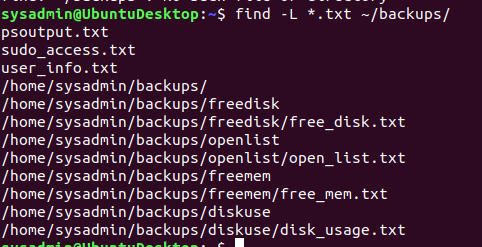 sysadmin@UbuntuDesktop:~$ find -L *.txt ~/backups/
psoutput.txt
sudo_access.txt
user_info.txt
/home/sysadmin/backups/
/home/sysadmin/backups/freedisk
/home/sysadmin/backups/freedisk/free_disk.txt
/home/sysadmin/backups/openlist
/home/sysadmin/backups/openlist/open_list.txt
/home/sysadmin/backups/freemem
/home/sysadmin/backups/freemem/free_mem.txt
/home/sysadmin/backups/diskuse
/home/sysadmin/backups/diskuse/disk_usage.txt
sysadmin@UbuntuDesktop:~$